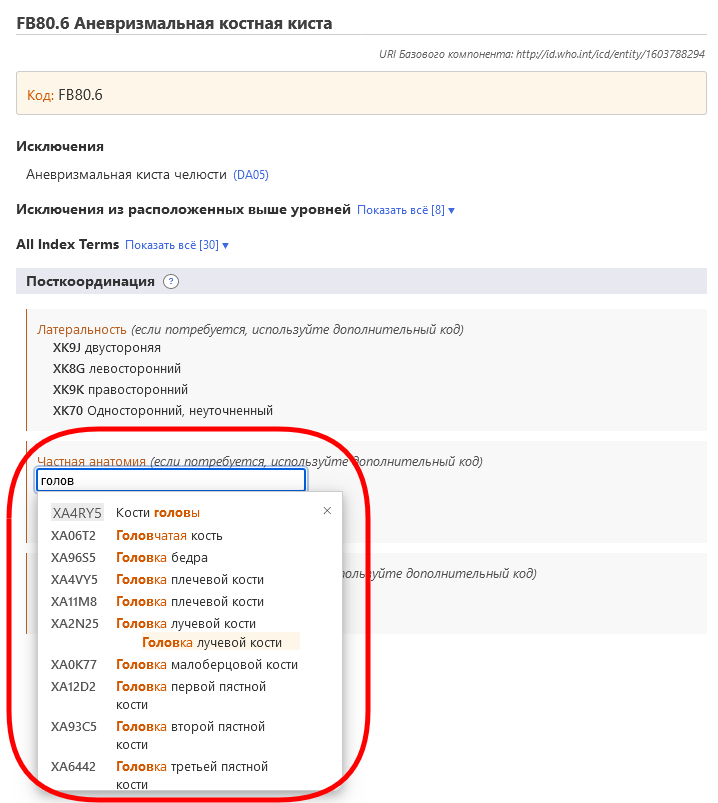 FB80.6 Аневризмальная костная киста
URI Базового компонента: http://id.who.int/icd/entity/1603788294
Код: FB80.6
Исключения
Аневризмальная киста челюсти (DA05)
Исключения из расположенных выше уровней Показать всё [8] ▾
All Index Terms Показать всё [30] ▾
Посткоординация ?
Латеральность (если потребуется, используйте дополнительный код)
XK9J двустороняя
XK8G левосторонний
XK9K правосторонний
XK70 Односторонний, неуточненный
Частная анатомия (если потребуется, используйте дополнительный код)
голов
XA4RY5 Кости головы ×
XA06T2 Головчатая кость
XA96S5 Головка бедра
используйте дополнительный код)
XA4VY5 Головка плечевой кости
XA11M8 Головка плечевой кости
XA2N25 Головка лучевой кости
Головка лучевой кости
XA0K77 Головка малоберцовой кости
XA12D2 Головка первой пястной
кости
XA93C5 Головка второй пястной
кости
XA6442 Головка третьей пястной
кости